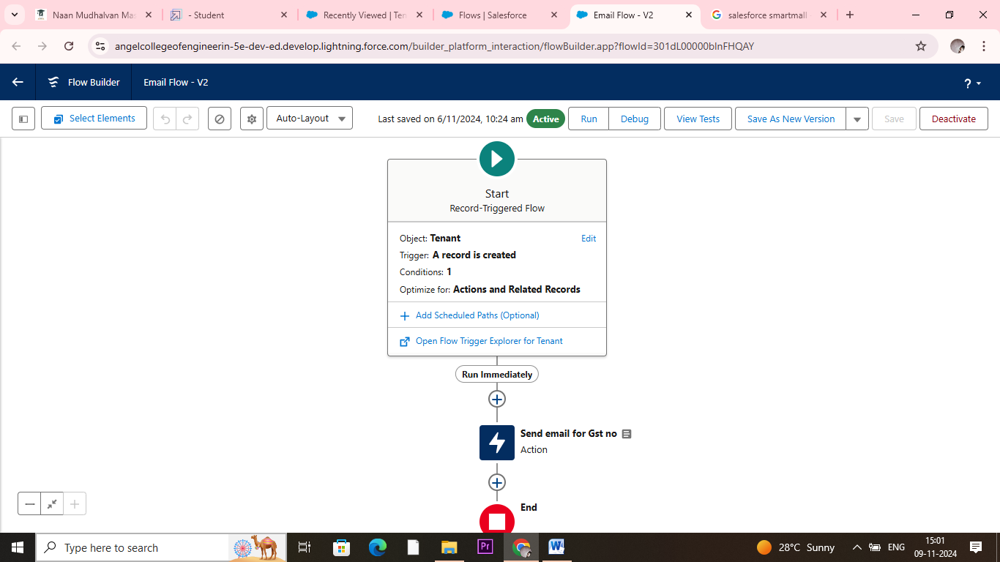 Naan Mudhalvan Mas
- Student
Recently Viewed | Ten
Flows | Salesforce
Email Flow - V2
salesforce smartmall
angelcollegeofengineerin-5e-dev-ed.develop.lightning.force.com/builder_platform_interaction/flowBuilder.app?flowId=301dL00000bInFHQAY
Flow Builder
Email Flow - V2
?
Select Elements
Auto-Layout
Last saved on 6/11/2024, 10:24 am
Active
Run
Debug
View Tests
Save As New Version
Save
Deactivate
Start
Record-Triggered Flow
Object: Tenant
Edit
Trigger: A record is created
Conditions: 1
Optimize for: Actions and Related Records
Add Scheduled Paths (Optional)
Open Flow Trigger Explorer for Tenant
Run Immediately
Send email for Gst no
Action
End
Type here to search
Pr
W
28°C Sunny
ENG
15:01
09-11-2024